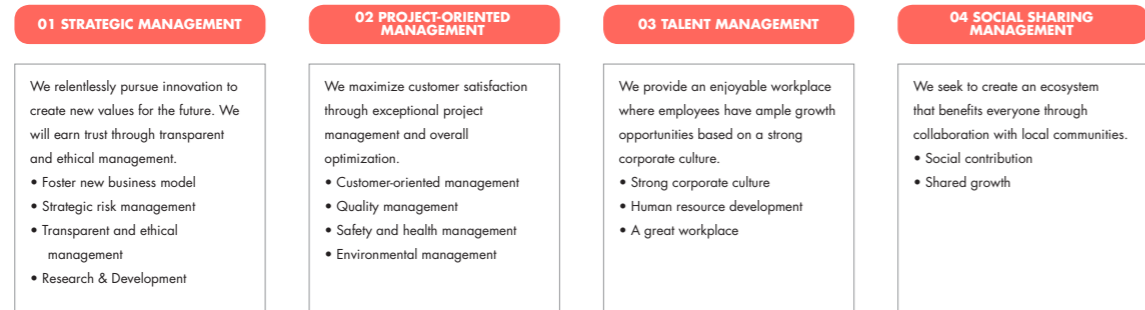 01 STRATEGIC MANAGEMENT
We relentlessly pursue innovation to
create new values for the future. We
will earn trust through transparent
and ethical management.
• Foster new business model
• Strategic risk management
• Transparent and ethical
management
• Research & Development
02 PROJECT-ORIENTED
MANAGEMENT
We maximize customer satisfaction
through exceptional project
management and overall
optimization.
• Customer-oriented management
• Quality management
• Safety and health management
• Environmental management
03 TALENT MANAGEMENT
We provide an enjoyable workplace
where employees have ample growth
opportunities based on a strong
corporate culture.
• Strong corporate culture
• Human resource development
• A great workplace
04 SOCIAL SHARING
MANAGEMENT
We seek to create an ecosystem
that benefits everyone through
collaboration with local communities.
• Social contribution
• Shared growth